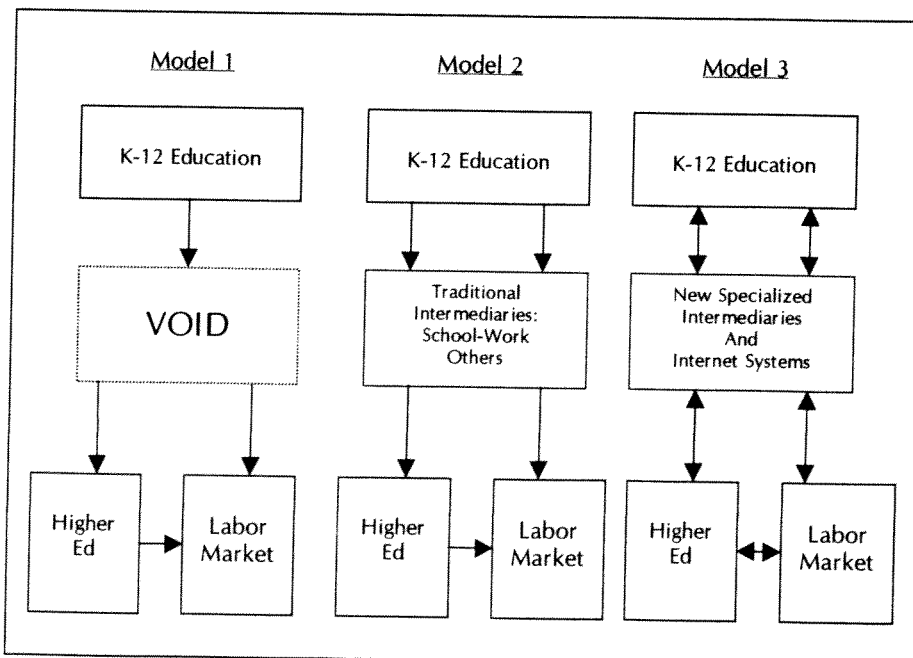 Model 1
Model 2
Model 3
K-12 Education
K-12 Education
K-12 Education
VOID
Traditional
Intermediaries:
School-Work
Others
New Specialized
Intermediaries
And
Internet Systems
Higher
Ed
Labor
Market
Higher
Ed
Labor
Market
Higher
Ed
Labor
Market